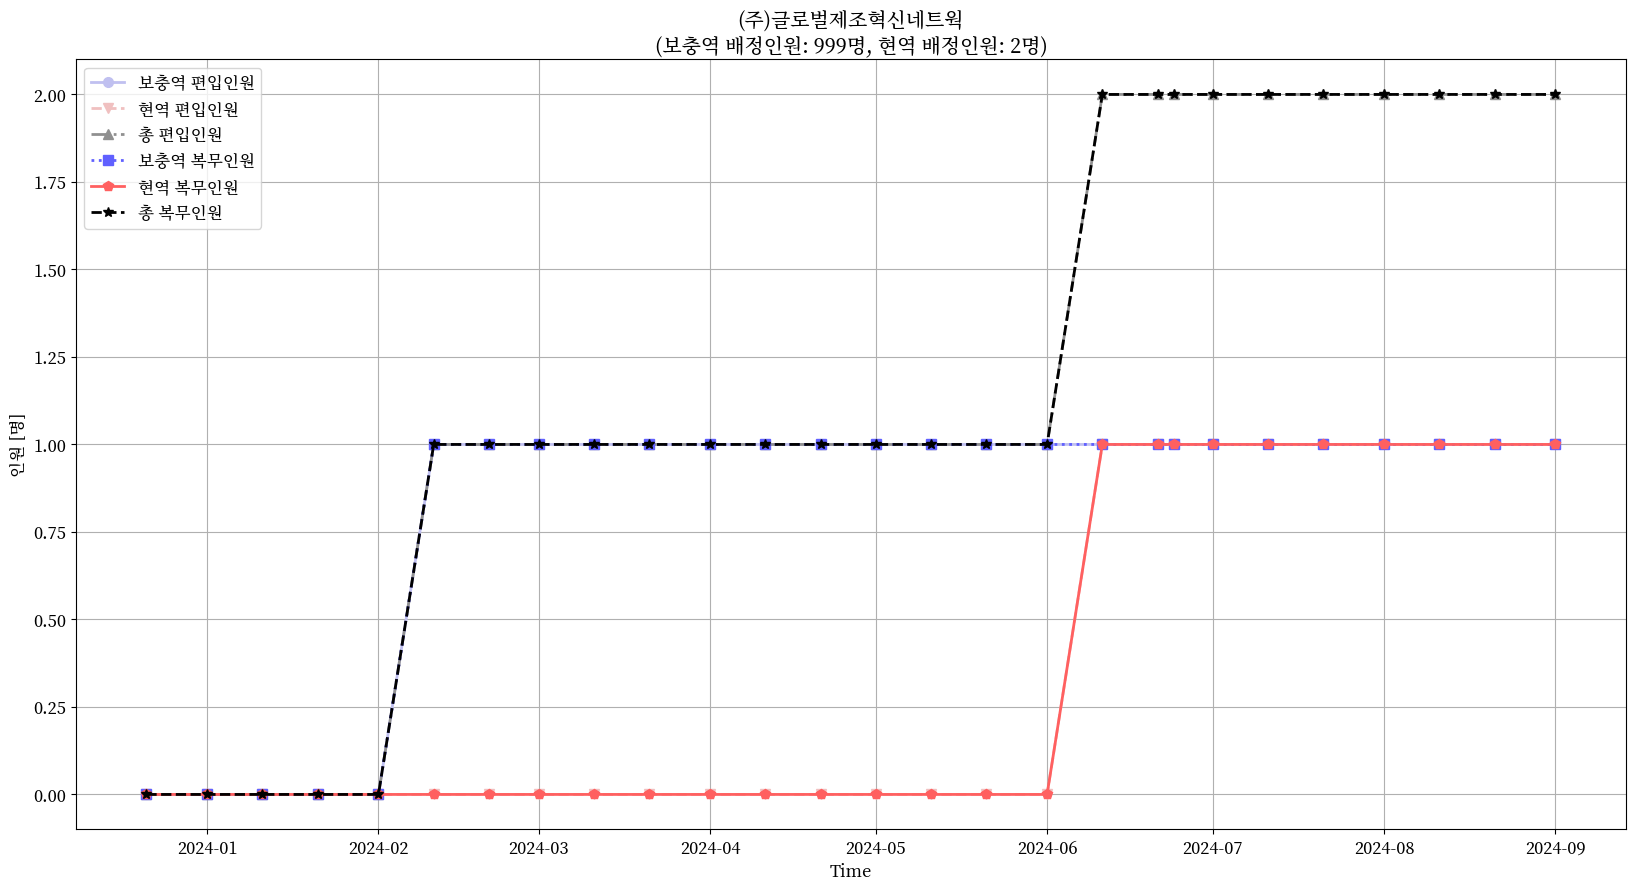 (주)글로벌제조혁신네트웍
(보충역 배정인원: 999명, 현역 배정인원: 2명)
보충역 편입인원
현역 편입인원
총 편입인원
보충역 복무인원
현역 복무인원
총 복무인원
2.00
1.75
1.50
1.25
1.00
0.75
0.50
0.25
0.00
인원 [명]
2024-01 2024-02 2024-03 2024-04 2024-05 2024-06 2024-07 2024-08 2024-09
Time